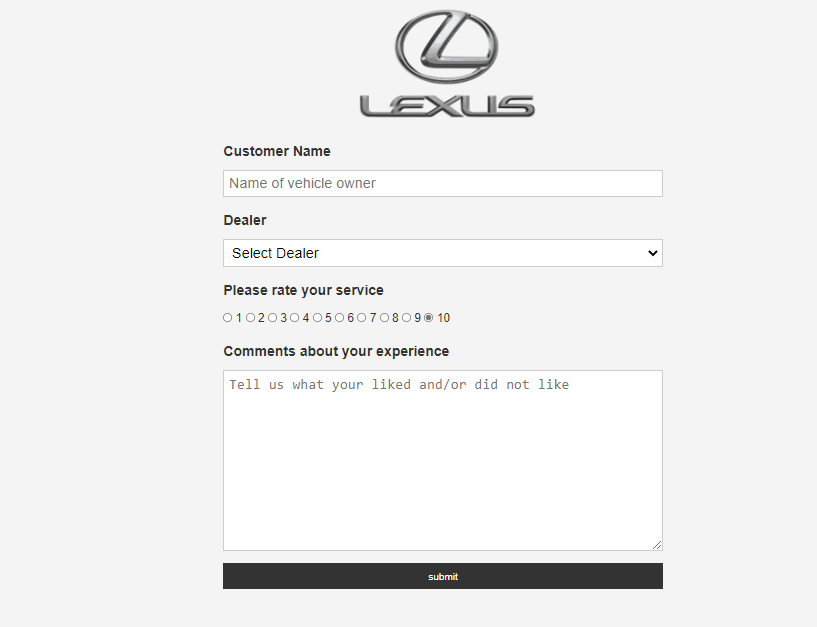 LEXUS
Customer Name
Name of vehicle owner
Dealer
Select Dealer
Please rate your service
1 2 3 4 5 6 7 8 9 10
Comments about your experience
Tell us what your liked and/or did not like
submit